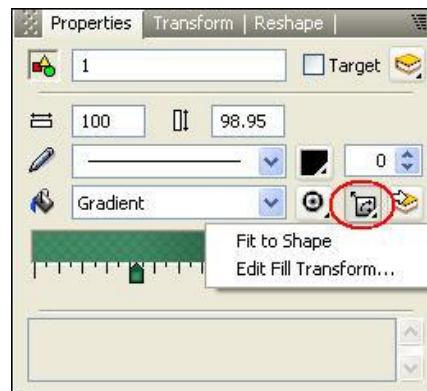 Properties | Transform | Reshape |
1
Target
100
98.95
0
Gradient
Fit to Shape
Edit Fill Transform...